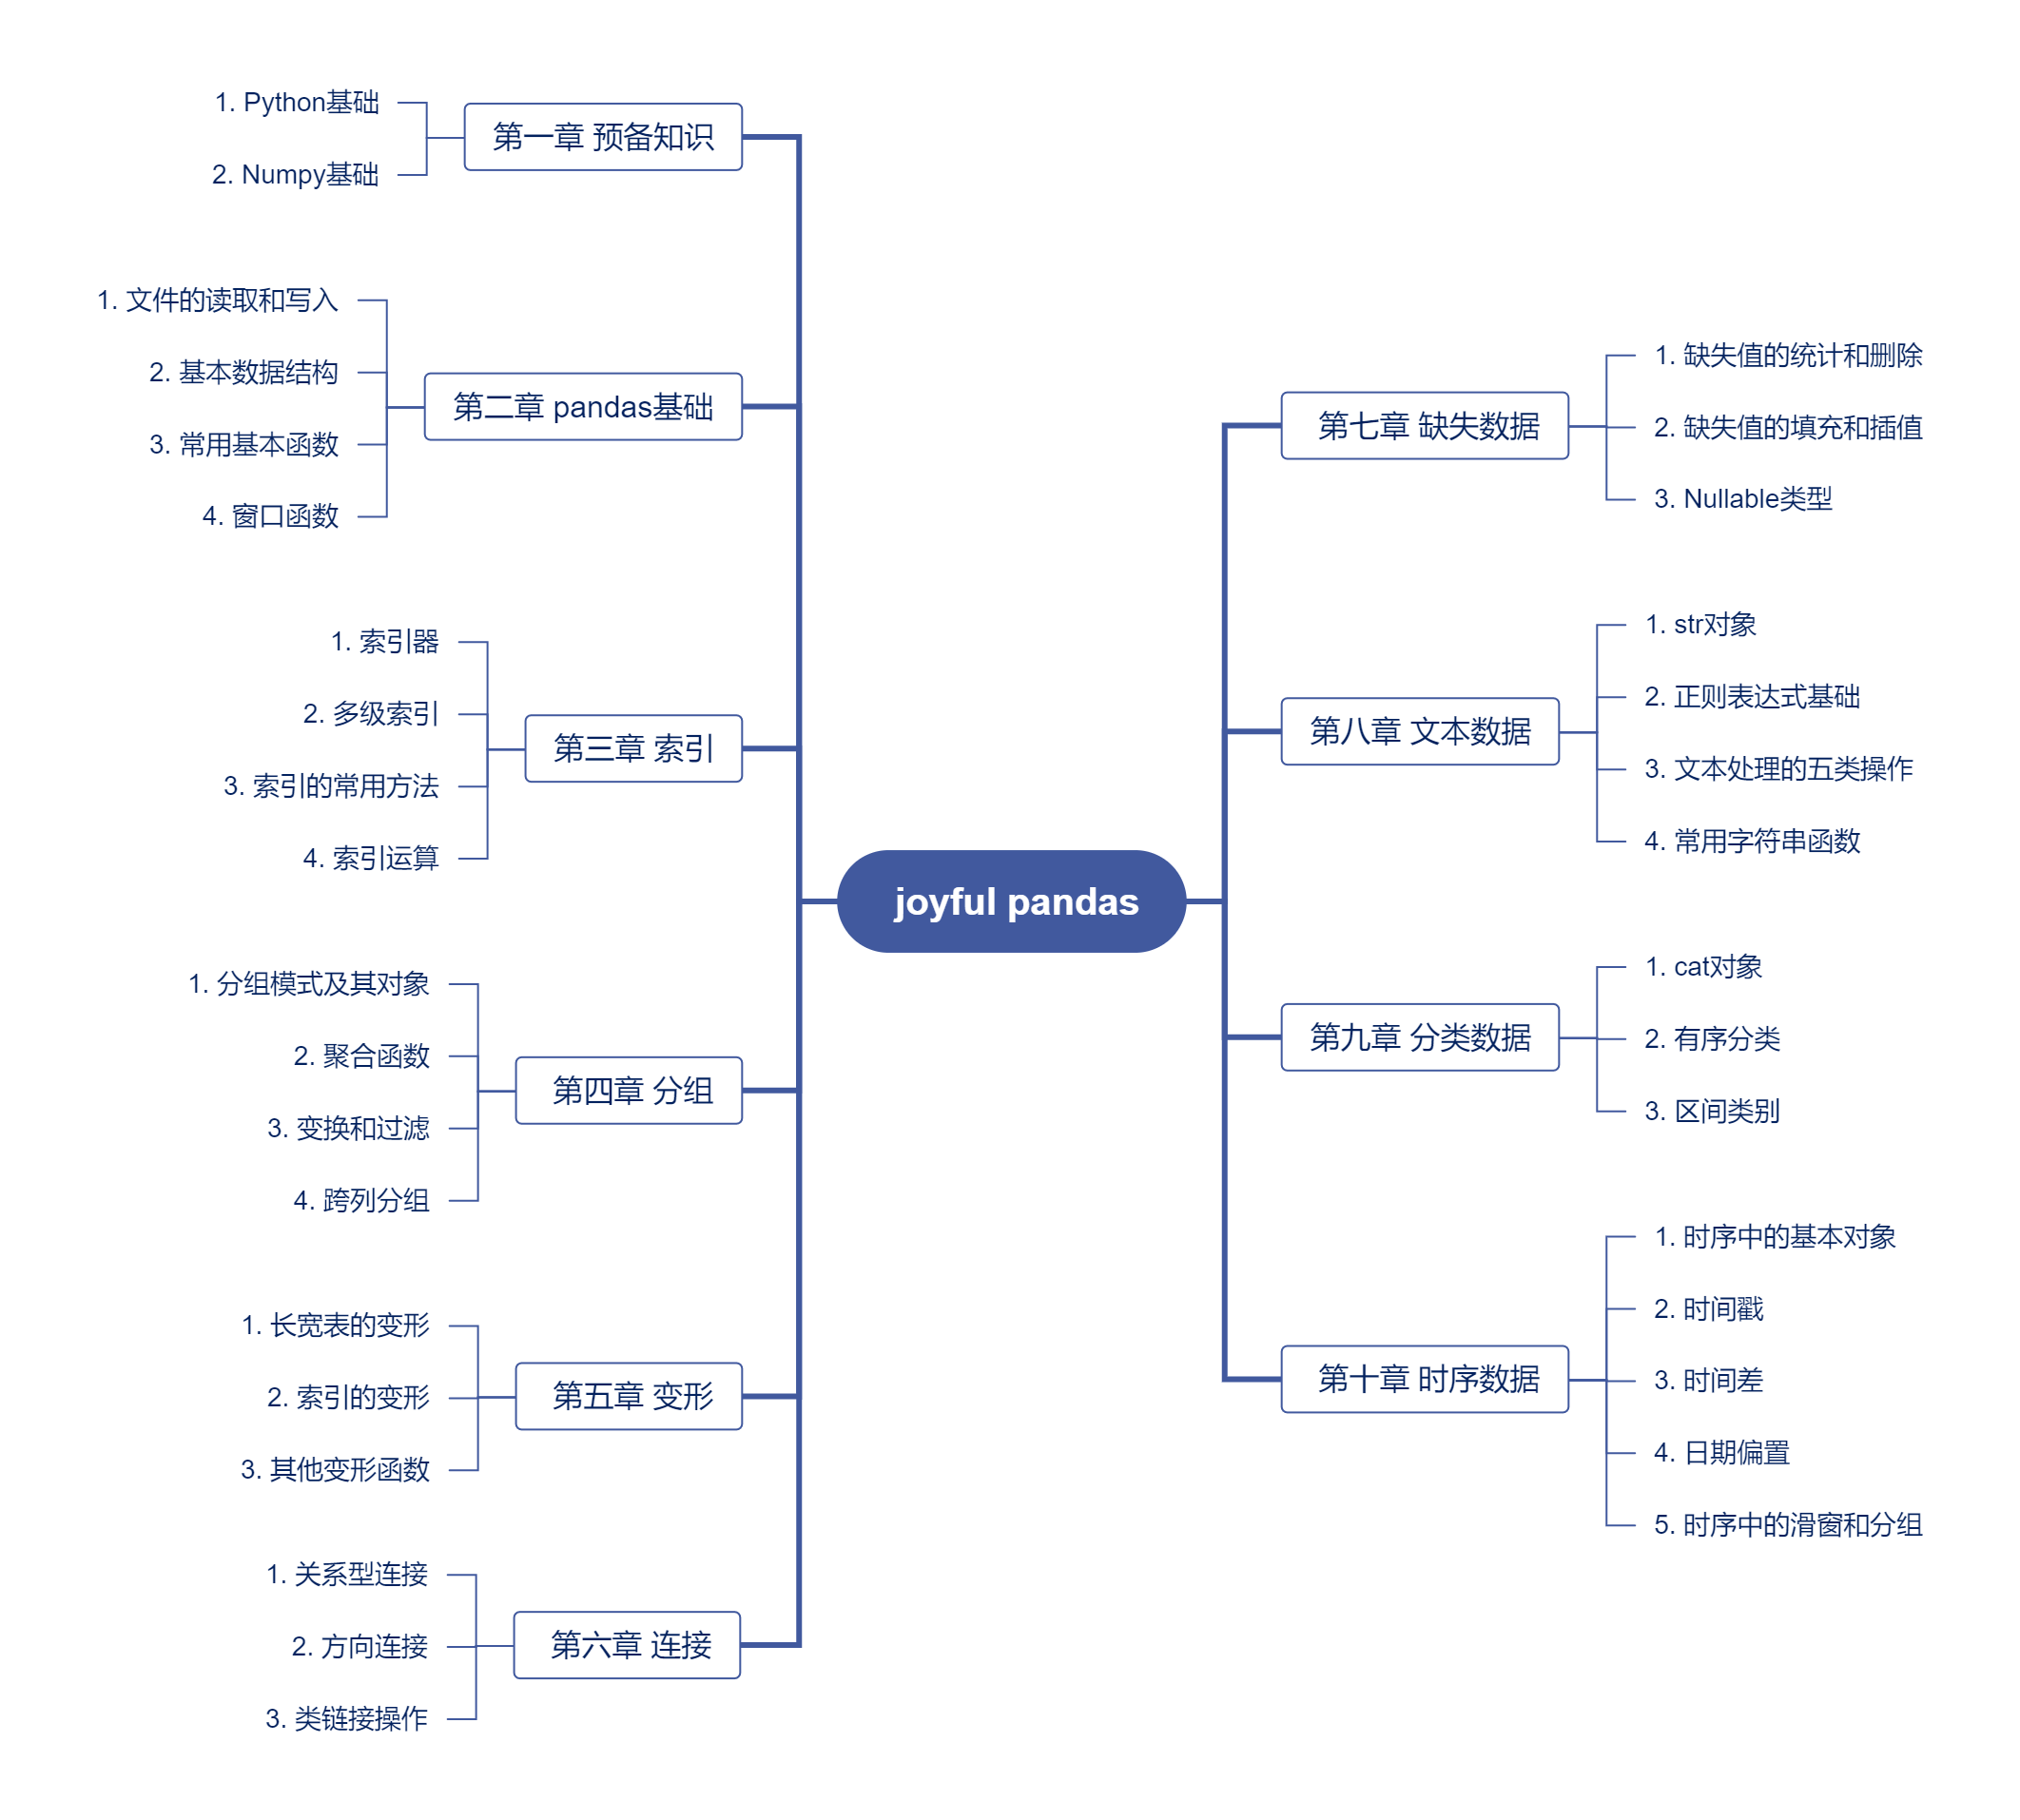 joyful pandas
第一章 预备知识
1. Python基础
2. Numpy基础
第二章 pandas基础
1. 文件的读取和写入
2. 基本数据结构
3. 常用基本函数
4. 窗口函数
第三章 索引
1. 索引器
2. 多级索引
3. 索引的常用方法
4. 索引运算
第四章 分组
1. 分组模式及其对象
2. 聚合函数
3. 变换和过滤
4. 跨列分组
第五章 变形
1. 长宽表的变形
2. 索引的变形
3. 其他变形函数
第六章 连接
1. 关系型连接
2. 方向连接
3. 类链接操作
第七章 缺失数据
1. 缺失值的统计和删除
2. 缺失值的填充和插值
3. Nullable类型
第八章 文本数据
1. str对象
2. 正则表达式基础
3. 文本处理的五类操作
4. 常用字符串函数
第九章 分类数据
1. cat对象
2. 有序分类
3. 区间类别
第十章 时序数据
1. 时序中的基本对象
2. 时间戳
3. 时间差
4. 日期偏置
5. 时序中的滑窗和分组